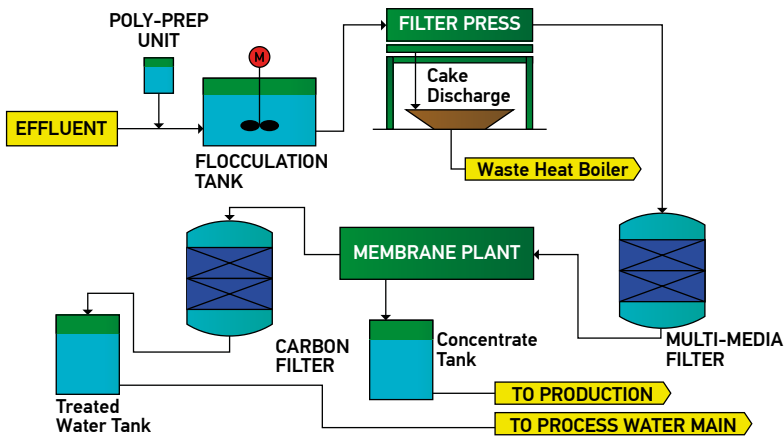 POLY-PREP
UNIT
M
FILTER PRESS
Cake
Discharge
EFFLUENT
FLOCCULATION
TANK
Waste Heat Boiler
MEMBRANE PLANT
CARBON
FILTER
Concentrate
Tank
MULTI-MEDIA
FILTER
TO PRODUCTION
Treated
Water Tank
TO PROCESS WATER MAIN